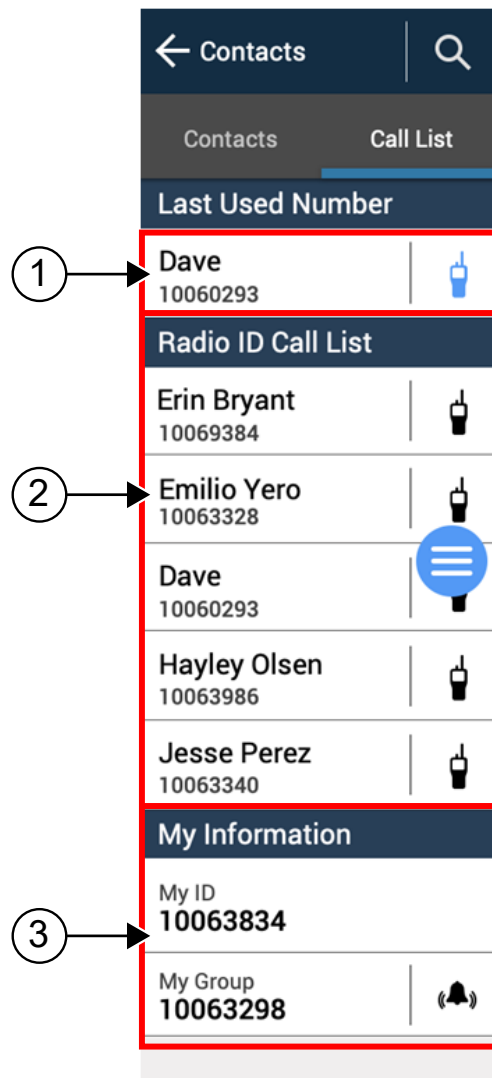 Contacts
Contacts Call List
Last Used Number
1
Dave
10060293
Radio ID Call List
Erin Bryant
10069384
2
Emilio Yero
10063328
Dave
10060293
Hayley Olsen
10063986
Jesse Perez
10063340
My Information
My ID
3
10063834
My Group
10063298